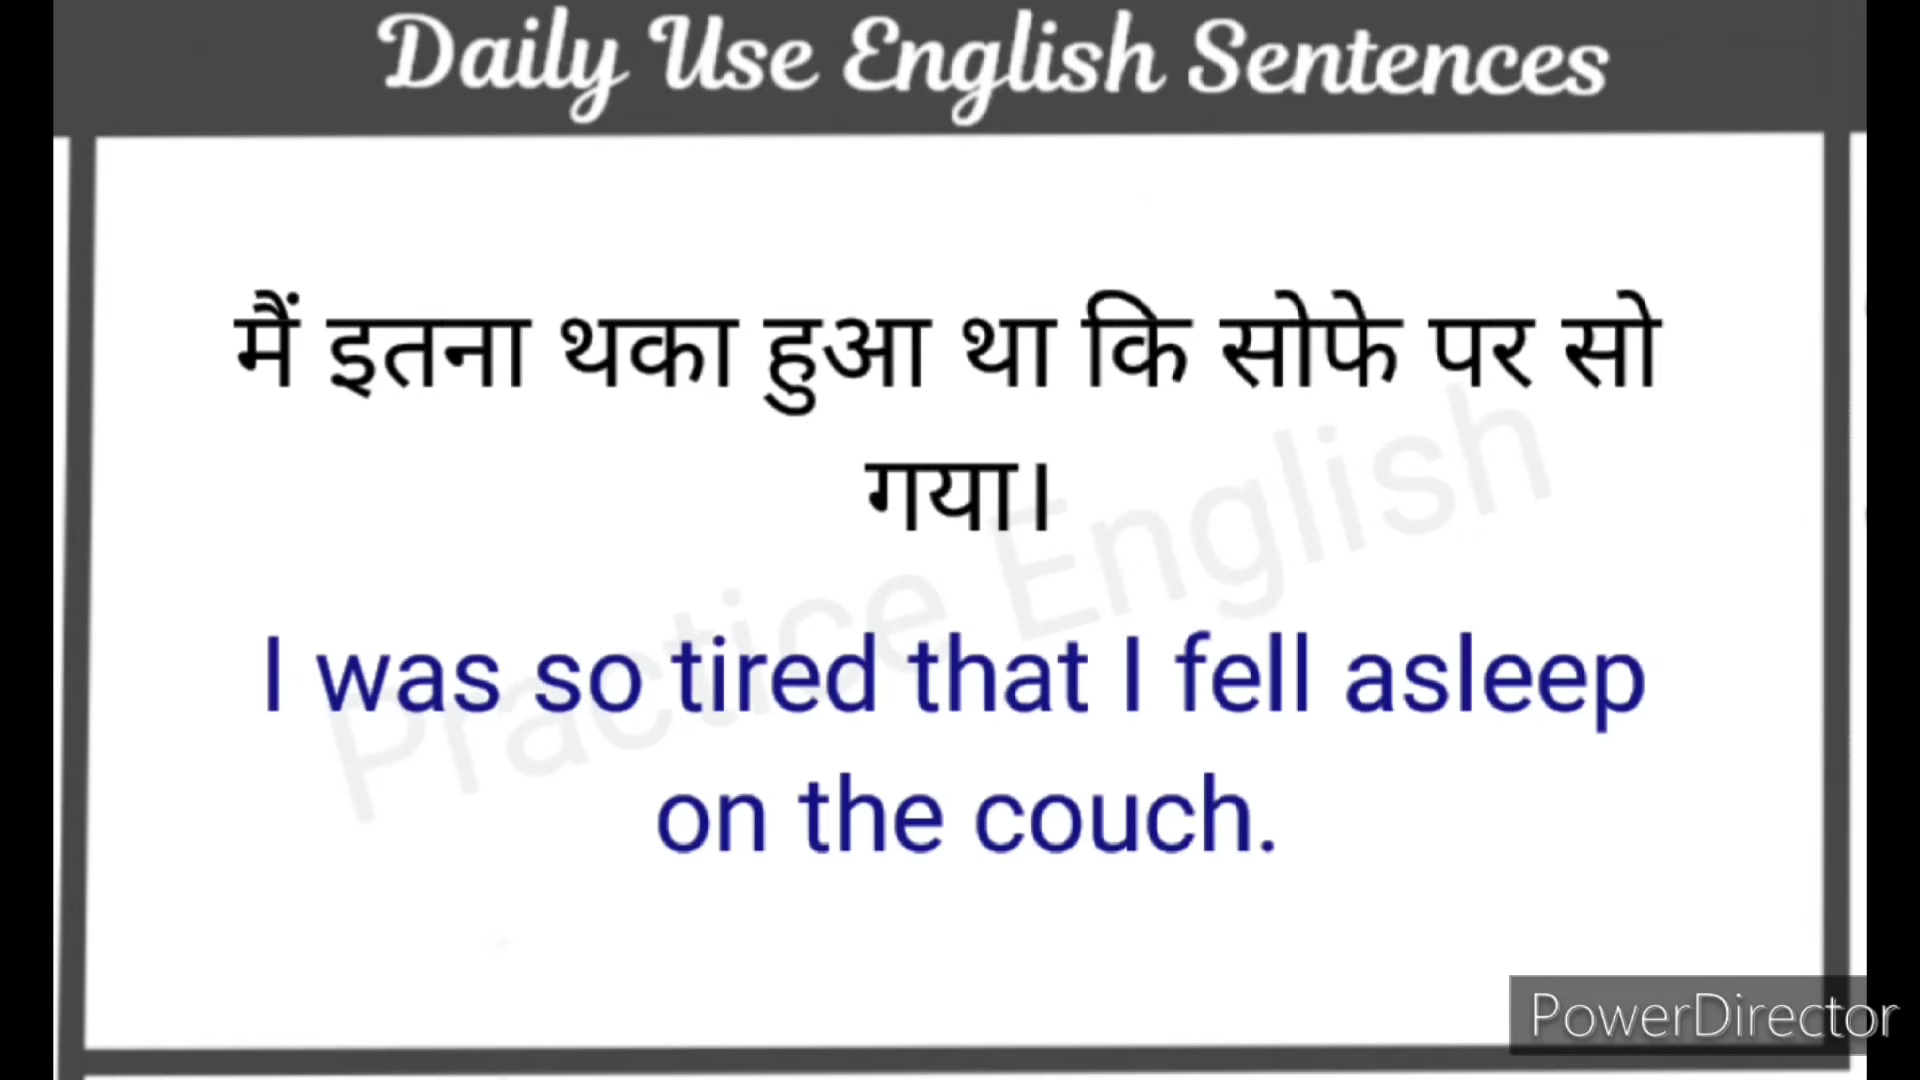 Daily Use English Sentences
मैं इतना थका हुआ था कि सोफे पर सो
गया।
Practice English
I was so tired that I fell asleep
on the couch.
PowerDirector